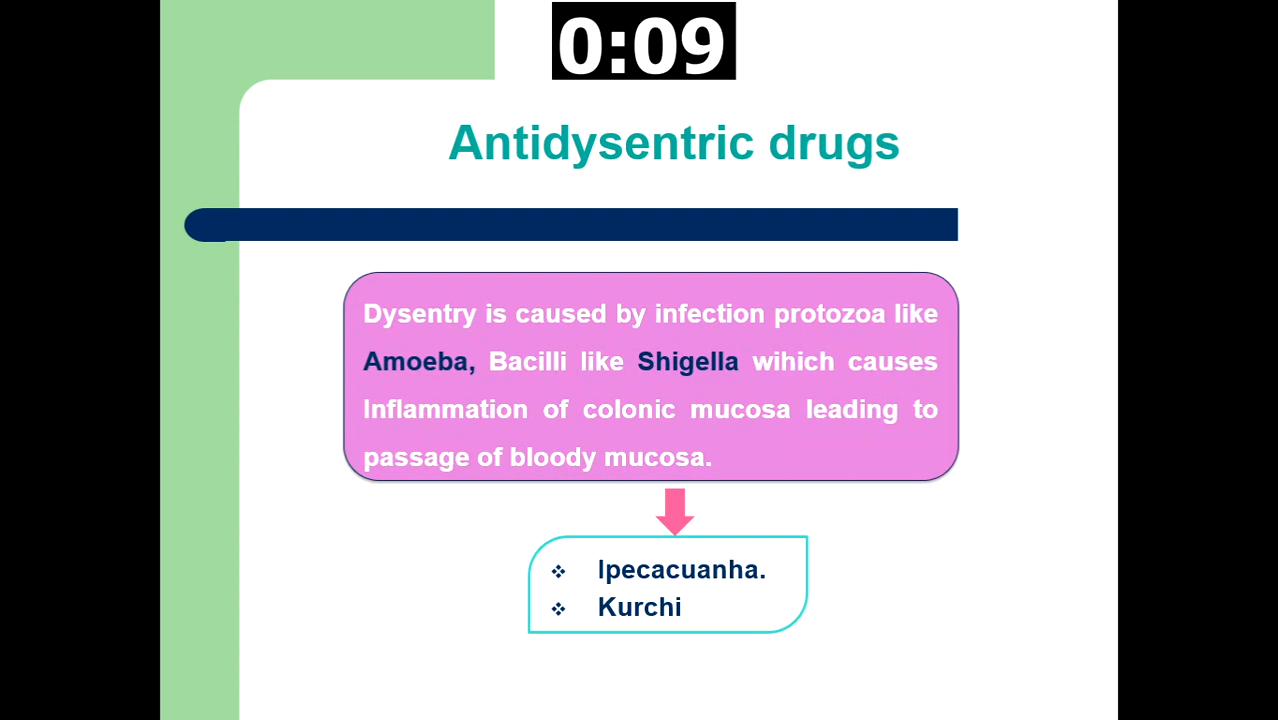 0:09
Antidysentric drugs
Dysentry is caused by infection protozoa like
Amoeba, Bacilli like Shigella wihich causes
Inflammation of colonic mucosa leading to
passage of bloody mucosa.
❖ Ipecacuanha.
❖ Kurchi